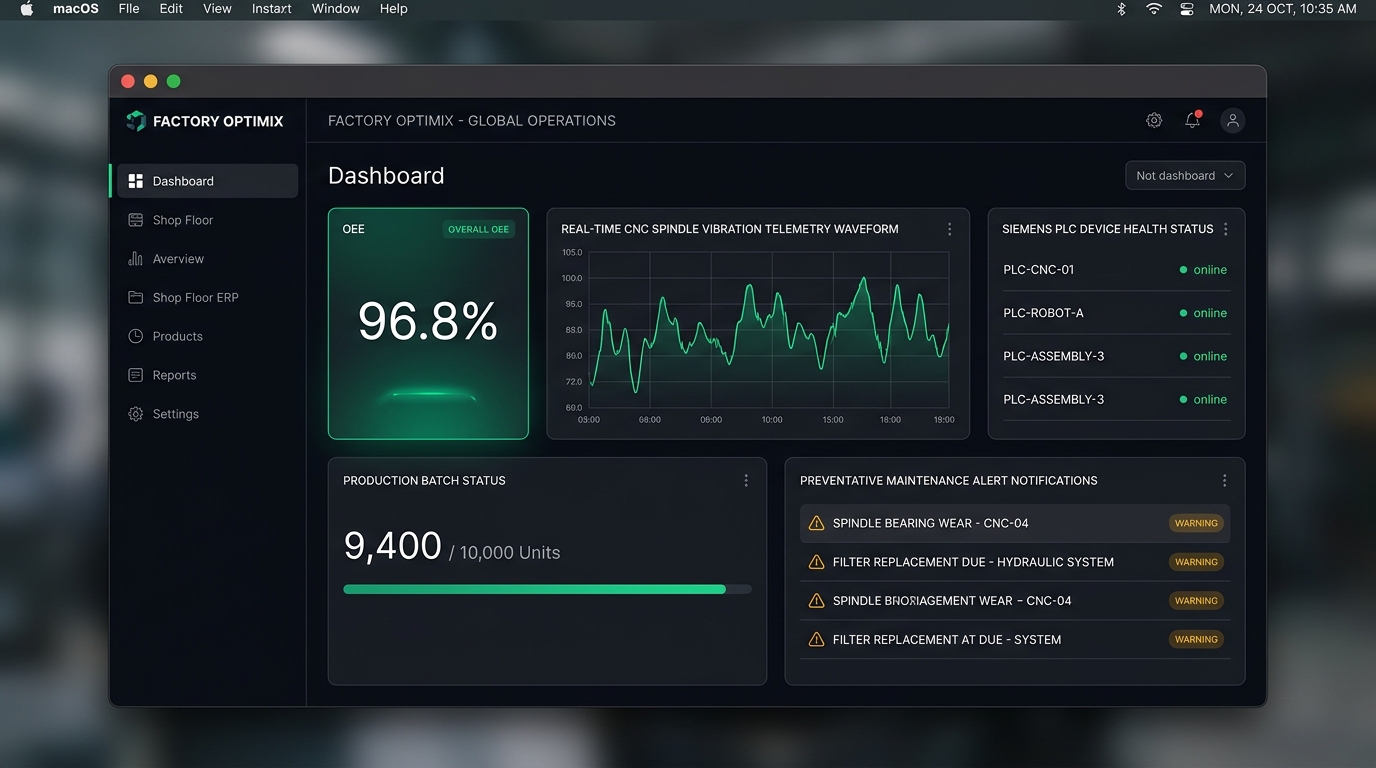 macOS FIle Edit View Instaxt Window Help MON, 24 OCT, 10:35 AM
FACTORY OPTIMIX
FACTORY OPTIMIX - GLOBAL OPERATIONS
Dashboard
Shop Floor
Averview
Shop Floor ERP
Products
Reports
Settings
Dashboard
Not dashboard
OEE
OVERALL OEE
96.8%
REAL-TIME CNC SPINDLE VIBRATION TELEMETRY WAVEFORM
105.0
100.0
96.0
88.0
80.0
72.0
60.0
05:00 08:00 09:00 10:00 15:00 18:00 19:00
SIEMENS PLC DEVICE HEALTH STATUS
PLC-CNC-01 online
PLC-ROBOT-A online
PLC-ASSEMBLY-3 online
PLC-ASSEMBLY-3 online
PRODUCTION BATCH STATUS
9,400 / 10,000 Units
PREVENTATIVE MAINTENANCE ALERT NOTIFICATIONS
SPINDLE BEARING WEAR - CNC-04 WARNING
FILTER REPLACEMENT DUE - HYDRAULIC SYSTEM WARNING
SPINDLE WEAR - CNC-04 WARNING
FILTER REPLACEMENT AT DUE - SYSTEM WARNING